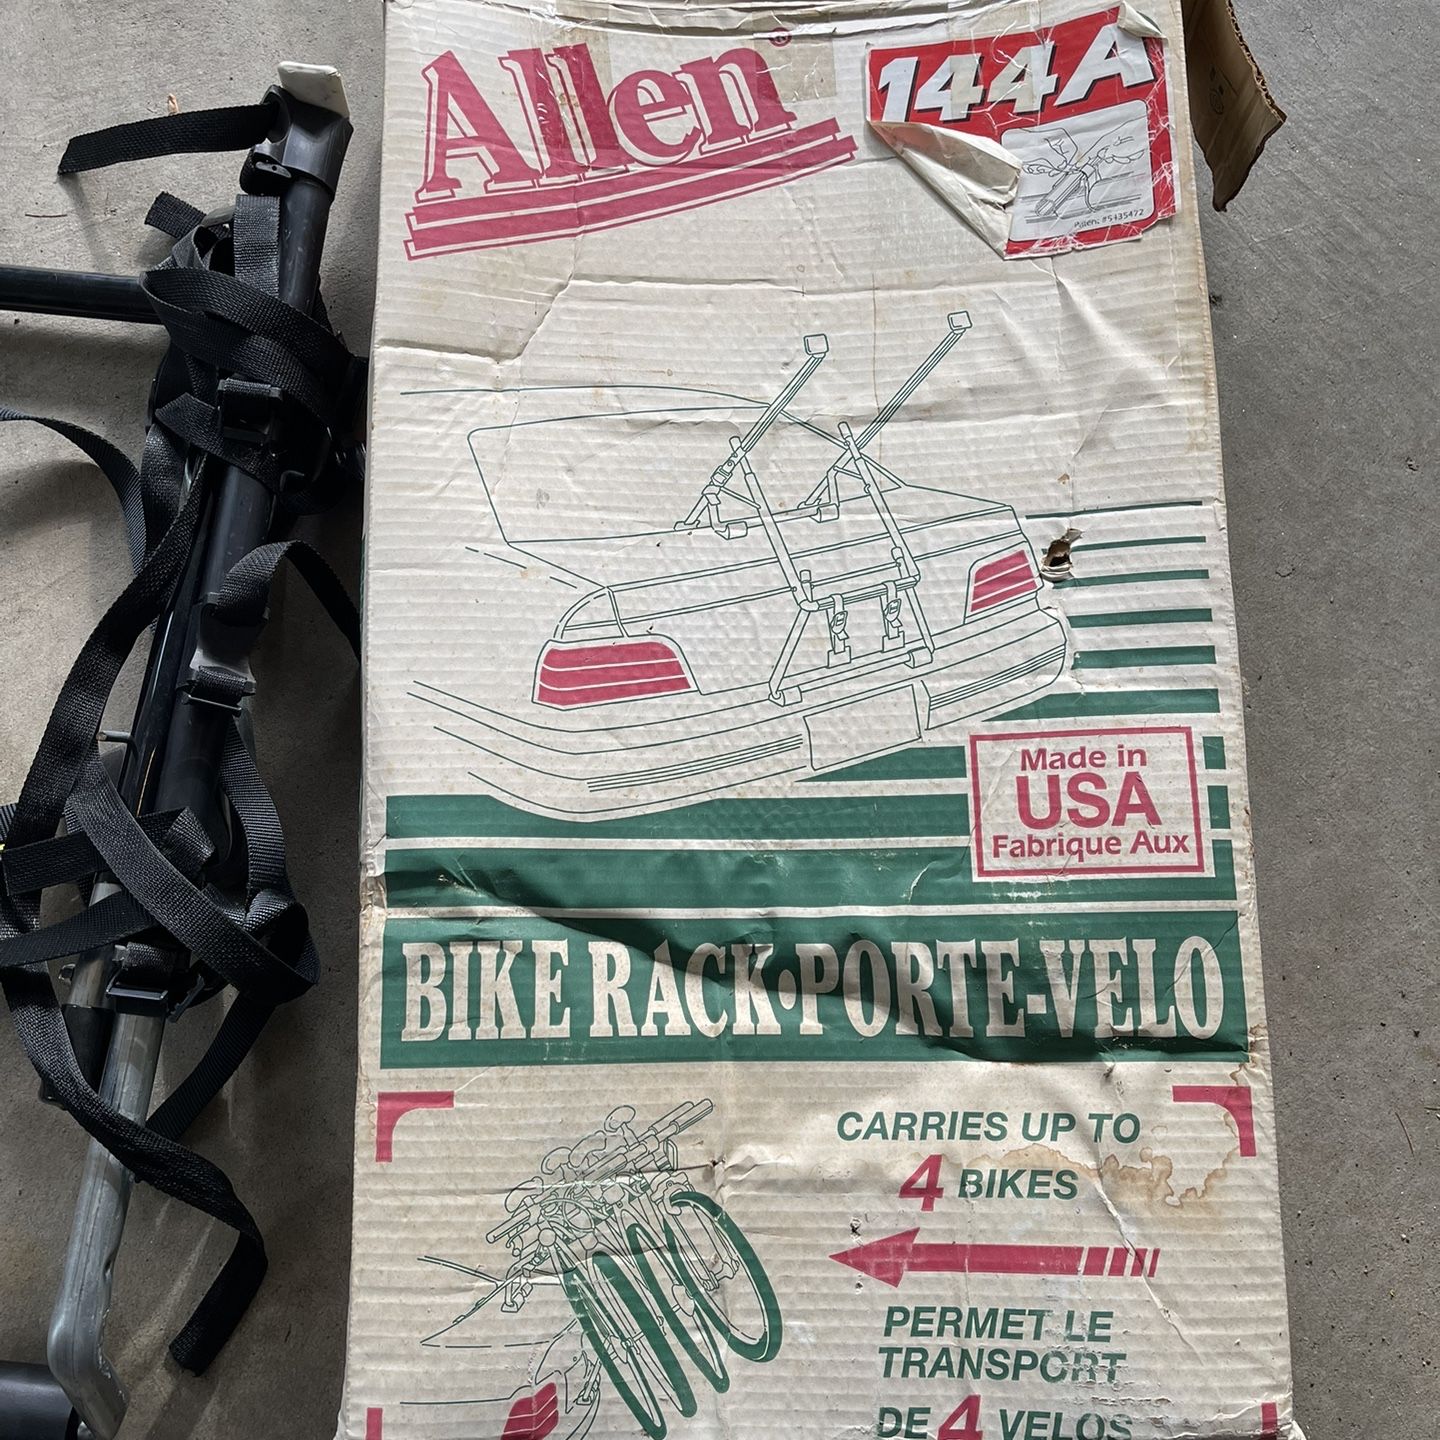 Allen®
144A
Patent #5435472
Made in
USA
Fabrique Aux
BIKE RACK•PORTE-VELO
CARRIES UP TO
4 BIKES
PERMET LE
TRANSPORT
DE 4 VELOS